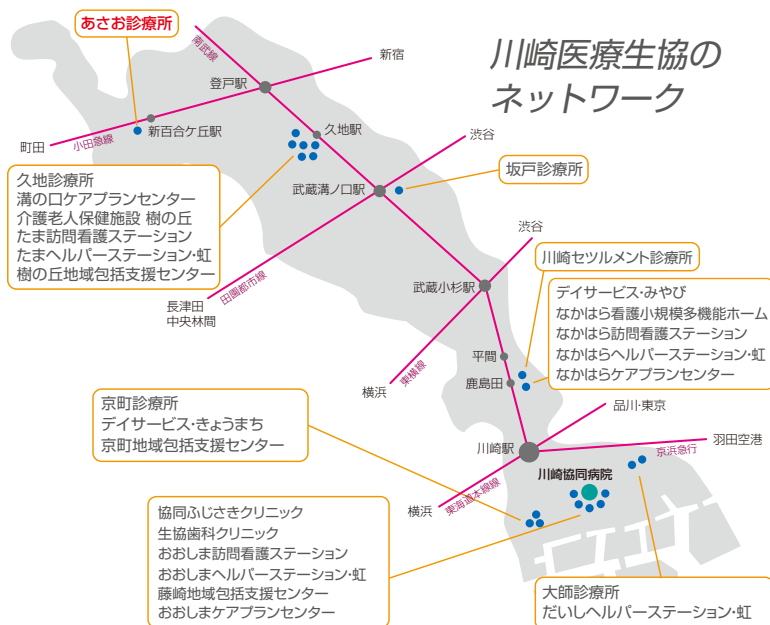 川崎医療生協の
ネットワーク
あさお診療所
南武線
新宿
登戸駅
新百合ケ丘駅
小田急線
町田
久地駅
渋谷
武蔵溝ノ口駅
坂戸診療所
久地診療所
溝の口ケアプランセンター
介護老人保健施設 樹の丘
たま訪問看護ステーション
たまヘルパーステーション・虹
樹の丘地域包括支援センター
田園都市線
長津田
中央林間
渋谷
武蔵小杉駅
川崎セツルメント診療所
デイサービス・みやび
なかはら看護小規模多機能ホーム
なかはら訪問看護ステーション
なかはらヘルパーステーション・虹
なかはらケアプランセンター
平間
鹿島田
東横線
横浜
京町診療所
デイサービス・きょうまち
京町地域包括支援センター
品川・東京
川崎駅
羽田空港
京浜急行
川崎協同病院
東海道本線線
横浜
協同ふじさきクリニック
生協歯科クリニック
おおしま訪問看護ステーション
おおしまヘルパーステーション・虹
藤崎地域包括支援センター
おおしまケアプランセンター
大師診療所
だいしヘルパーステーション・虹